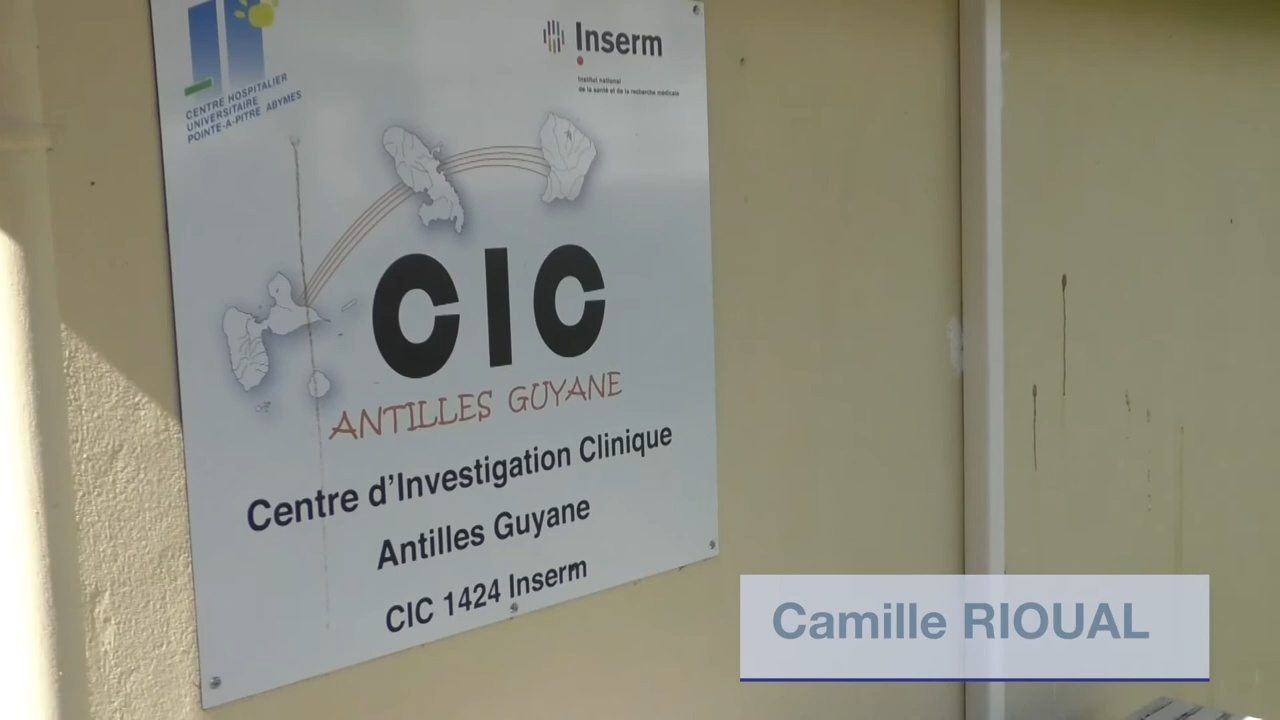 CENTRE HOSPITALIER
UNIVERSITAIRE
POINTE-A-PITRE ABYMES
Inserm
Institut national
de la santé et de la recherche médicale
CIC
ANTILLES GUYANE
Centre d'Investigation Clinique
Antilles Guyane
CIC 1424 Inserm
Camille RIOUAL